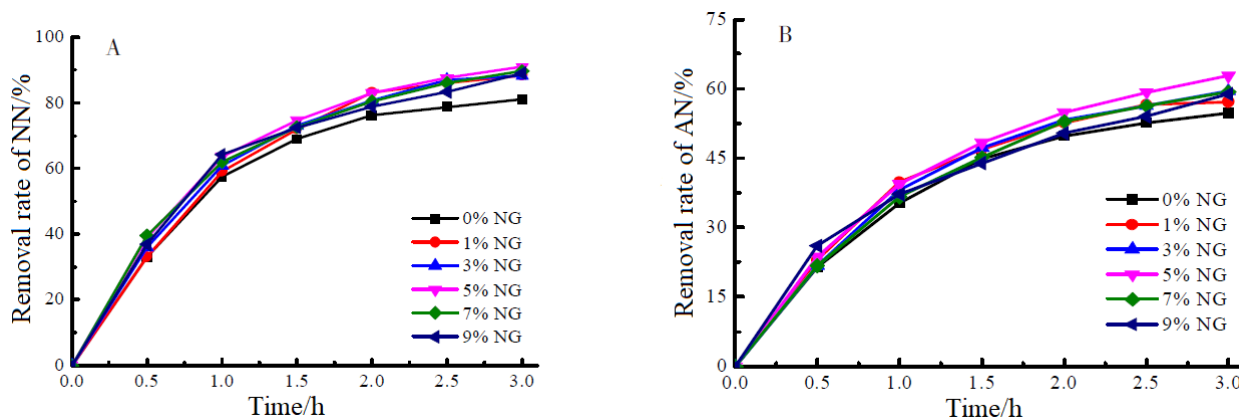 A
Removal rate of NN/%
100
80
60
40
20
0
0.0 0.5 1.0 1.5 2.0 2.5 3.0
Time/h
0% NG
1% NG
3% NG
5% NG
7% NG
9% NG
B
Removal rate of AN/%
75
60
45
30
15
0
0.0 0.5 1.0 1.5 2.0 2.5 3.0
Time/h
0% NG
1% NG
3% NG
5% NG
7% NG
9% NG